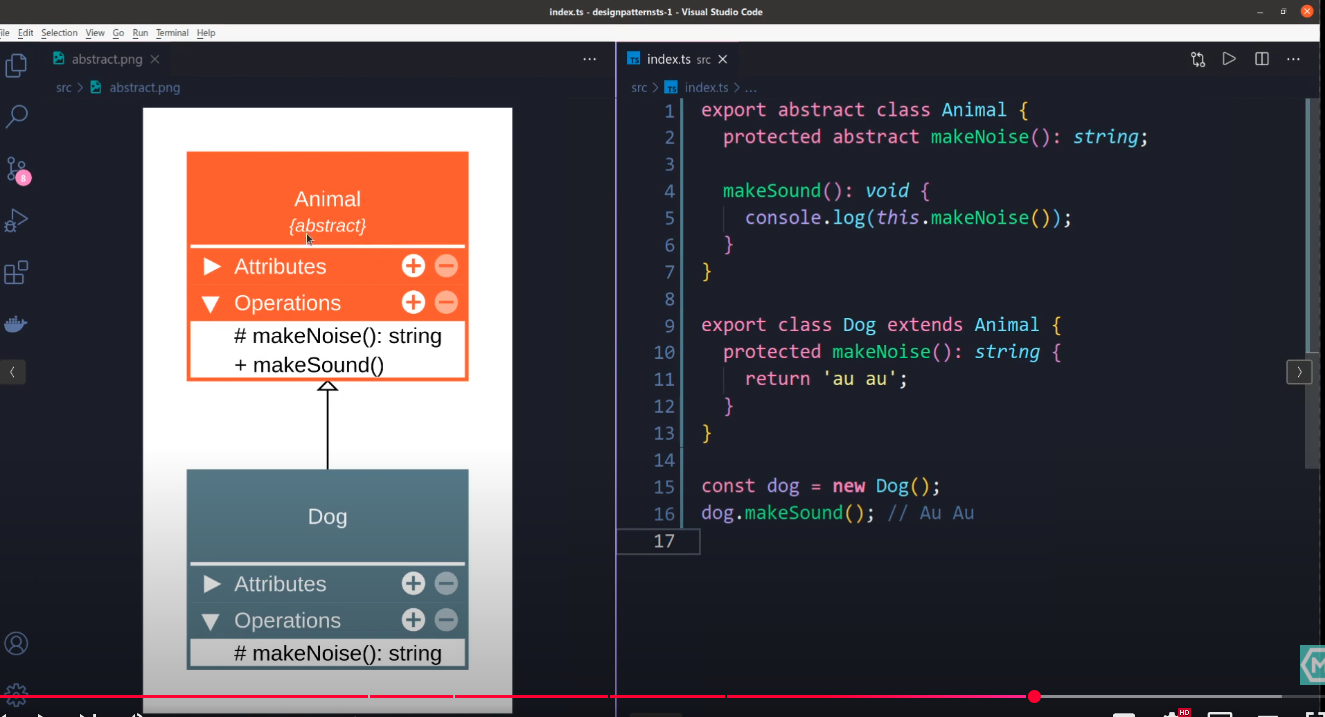 index.ts - designpatternsts-1 - Visual Studio Code
ile Edit Selection View Go Run Terminal Help
abstract.png
src > abstract.png
8
Animal
{abstract}
Attributes
Operations
# makeNoise(): string
+ makeSound()
Dog
Attributes
Operations
# makeNoise(): string
TS index.ts src
src > TS index.ts > ...
1 export abstract class Animal {
2 protected abstract makeNoise(): string;
3
4 makeSound(): void {
5 console.log(this.makeNoise());
6 }
7 }
8
9 export class Dog extends Animal {
10 protected makeNoise(): string {
11 return 'au au';
12 }
13 }
14
15 const dog = new Dog();
16 dog.makeSound(); // Au Au
17
M
HD